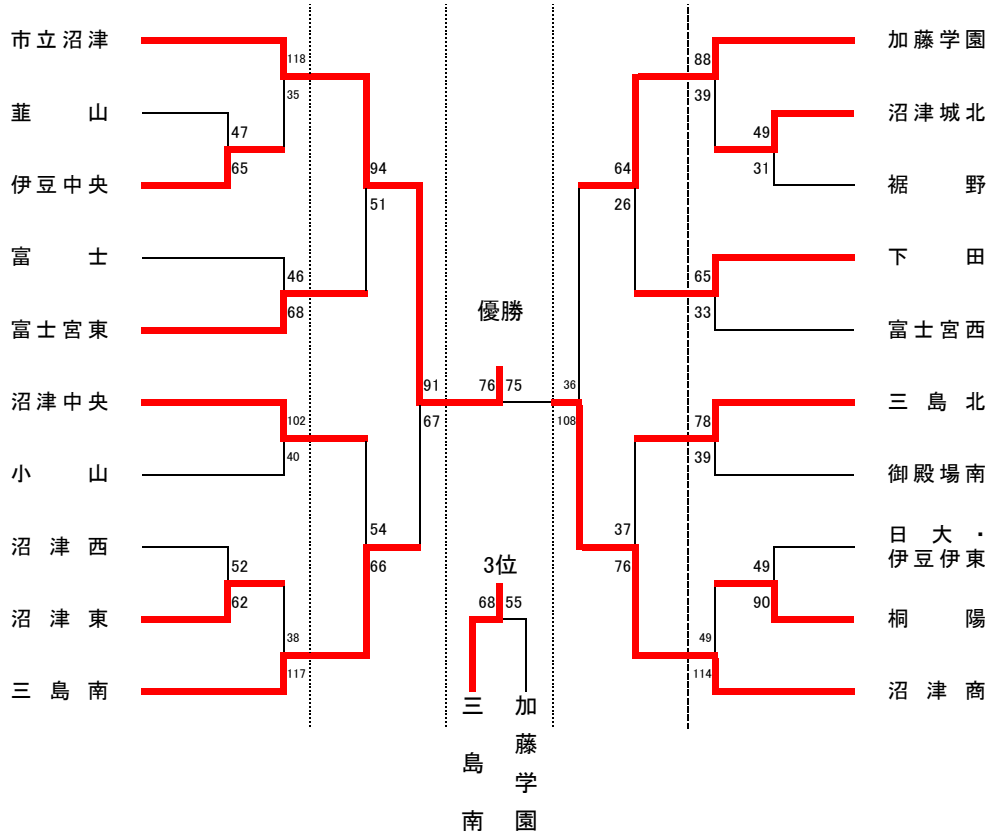 市立沼津
韮山
伊豆中央
富士
富士宮東
沼津中央
小山
沼津西
沼津東
三島南
118
35
47
65
46
68
102
40
52
62
38
117
94
51
54
66
91
67
優勝
76 75
3位
68 55
三島南
加藤学園
36
108
64
26
37
76
88
39
49
31
65
33
78
39
49
90
49
114
加藤学園
沼津城北
裾野
下田
富士宮西
三島北
御殿場南
日大・
伊豆伊東
桐陽
沼津商